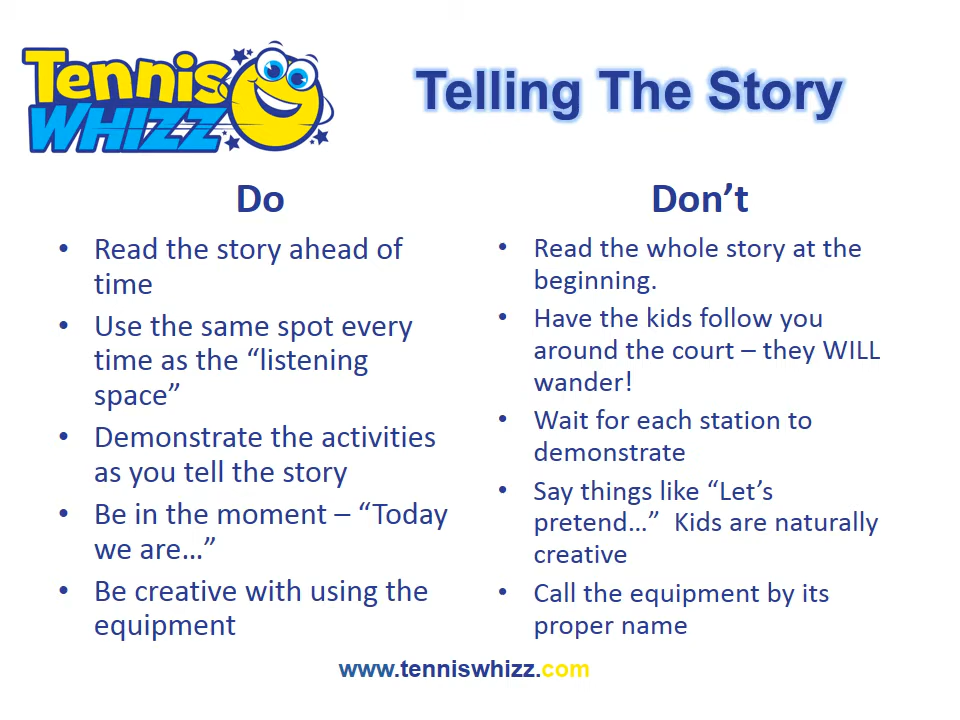 Tennis
WHIZZ
Telling The Story
Do
• Read the story ahead of
time
• Use the same spot every
time as the “listening
space”
• Demonstrate the activities
as you tell the story
• Be in the moment – “Today
we are…”
• Be creative with using the
equipment
Don’t
• Read the whole story at the
beginning.
• Have the kids follow you
around the court – they WILL
wander!
• Wait for each station to
demonstrate
• Say things like “Let’s
pretend…”  Kids are naturally
creative
• Call the equipment by its
proper name
www.tenniswhizz.com